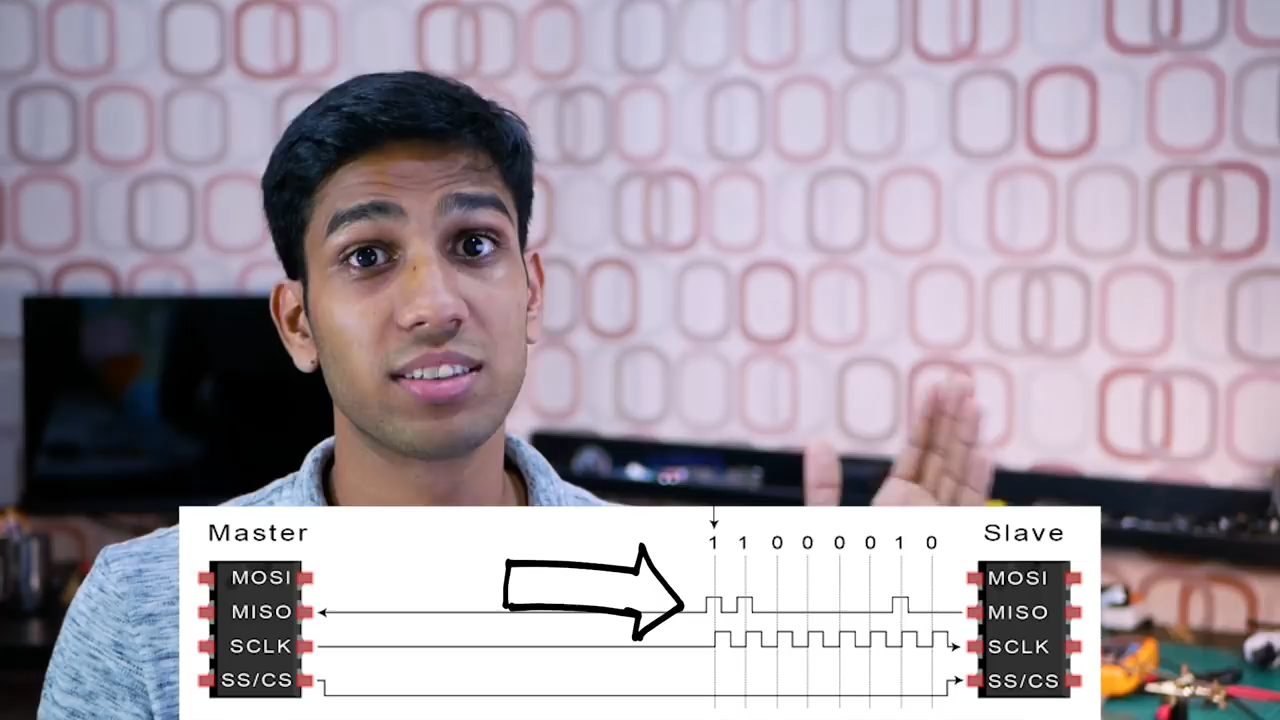 Master
MOSI
MISO
SCLK
SS/CS
1 1 0 0 0 0 1 0
Slave
MOSI
MISO
SCLK
SS/CS